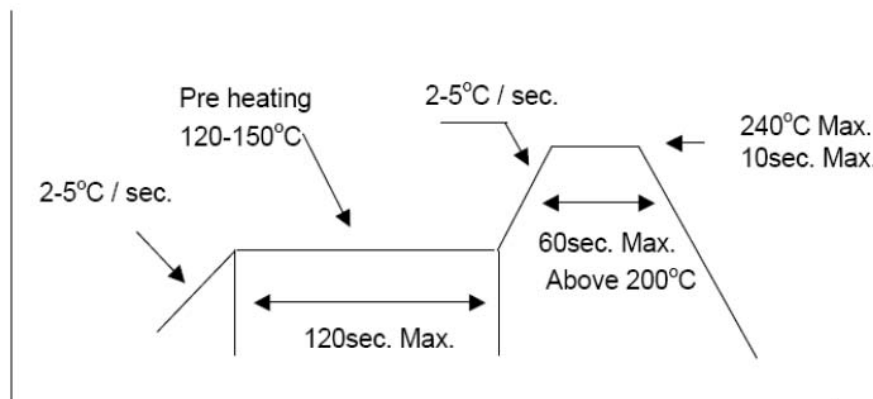 Pre heating
120-150°C
2-5°C / sec.
2-5°C / sec.
240°C Max.
10sec. Max.
60sec. Max.
Above 200°C
120sec. Max.